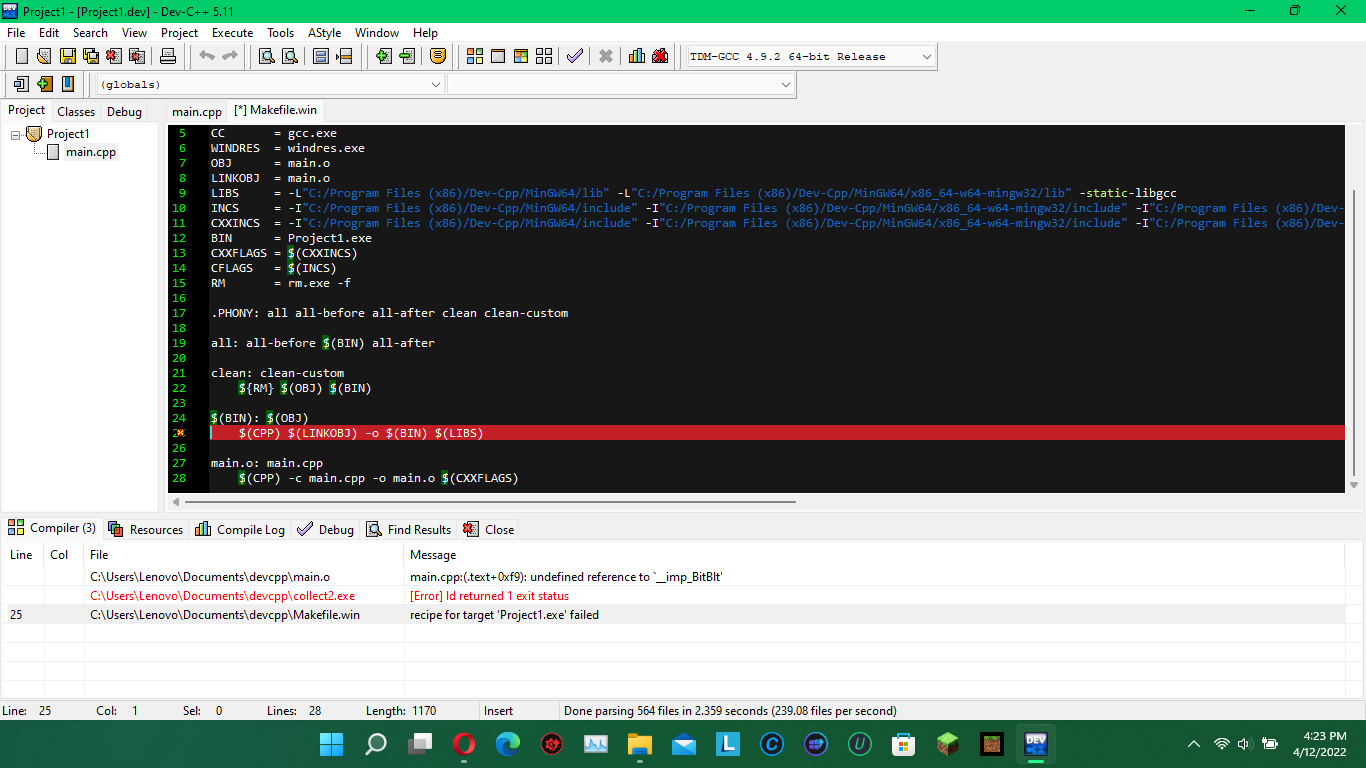 Project1 - [Project1.dev] - Dev-C++ 5.11
File Edit Search View Project Execute Tools AStyle Window Help
TDM-GCC 4.9.2 64-bit Release
(globals)
Project Classes Debug
main.cpp [*] Makefile.win
Project1
main.cpp
5 CC = gcc.exe
6 WINDRES = windres.exe
7 OBJ = main.o
8 LINKOBJ = main.o
9 LIBS = -L"C:/Program Files (x86)/Dev-Cpp/MinGW64/lib" -L"C:/Program Files (x86)/Dev-Cpp/MinGW64/x86_64-w64-mingw32/lib" -static-libgcc
10 INCS = -I"C:/Program Files (x86)/Dev-Cpp/MinGW64/include" -I"C:/Program Files (x86)/Dev-Cpp/MinGW64/x86_64-w64-mingw32/include" -I"C:/Program Files (x86)/Dev-
11 CXXINCS = -I"C:/Program Files (x86)/Dev-Cpp/MinGW64/include" -I"C:/Program Files (x86)/Dev-Cpp/MinGW64/x86_64-w64-mingw32/include" -I"C:/Program Files (x86)/Dev-
12 BIN = Project1.exe
13 CXXFLAGS = $(CXXINCS)
14 CFLAGS = $(INCS)
15 RM = rm.exe -f
16
17 .PHONY: all all-before all-after clean clean-custom
18
19 all: all-before $(BIN) all-after
20
21 clean: clean-custom
22 ${RM} $(OBJ) $(BIN)
23
24 $(BIN): $(OBJ)
$(CPP) $(LINKOBJ) -o $(BIN) $(LIBS)
26
27 main.o: main.cpp
28 $(CPP) -c main.cpp -o main.o $(CXXFLAGS)
Compiler (3) Resources Compile Log Debug Find Results Close
Line Col File Message
C:\Users\Lenovo\Documents\devcpp\main.o main.cpp:(.text+0xf9): undefined reference to `__imp_BitBlt'
C:\Users\Lenovo\Documents\devcpp\collect2.exe [Error] ld returned 1 exit status
25 C:\Users\Lenovo\Documents\devcpp\Makefile.win recipe for target 'Project1.exe' failed
Line: 25 Col: 1 Sel: 0 Lines: 28 Length: 1170 Insert Done parsing 564 files in 2.359 seconds (239.08 files per second)
L C U DEV
4:23 PM
4/12/2022